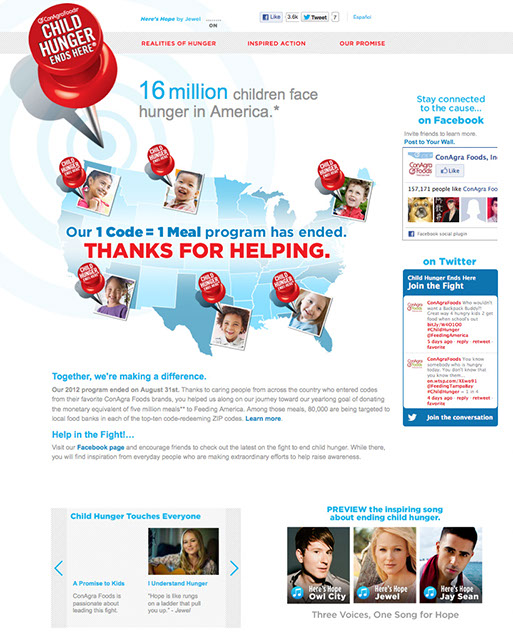 ConAgra Foods®
CHILD
HUNGER
ENDS HERE®
Here's Hope by Jewel
ON
Like 3.6k Tweet 7
Español
REALITIES OF HUNGER INSPIRED ACTION OUR PROMISE
16 million children face
hunger in America.*
Stay connected
to the cause...
on Facebook
Invite friends to learn more.
Post to Your Wall.
ConAgra Foods
ConAgra Foods, Inc
Like
157,171 people like ConAgra Foo
Facebook social plugin
Our 1 Code = 1 Meal program has ended.
THANKS FOR HELPING.
on Twitter
Child Hunger Ends Here
Join the Fight
ConAgraFoods Who wouldn't
want a Backpack Buddy?!
Great way 4 hungry kids 2 get
food when school's out
#ChildHunger
@FeedingAmerica
5 days ago · reply · retweet
favorite
ConAgraFoods You know
somebody who is hungry
today. You don't know that
you know them...
@FeedingTampaBay
#ChildHunger
4 days ago · reply · retweet
favorite
Join the conversation
Together, we're making a difference.
Our 2012 program ended on August 31st. Thanks to caring people from across the country who entered codes
from their favorite ConAgra Foods brands, you helped us along on our journey toward our yearlong goal of donating
the monetary equivalent of five million meals** to Feeding America. Among those meals, 80,000 are being targeted to
local food banks in each of the top-ten code-redeeming ZIP codes. Learn more.
Help in the Fight!...
Visit our Facebook page and encourage friends to check out the latest on the fight to end child hunger. While there,
you will find inspiration from everyday people who are making extraordinary efforts to help raise awareness.
Child Hunger Touches Everyone
A Promise to Kids
ConAgra Foods is
passionate about
leading this fight.
I Understand Hunger
"Hope is like rungs
on a ladder that pull
you up." - Jewel
PREVIEW the inspiring song
about ending child hunger.
Here's Hope
Owl City
Here's Hope
Jewel
Here's Hope
Jay Sean
Three Voices, One Song for Hope